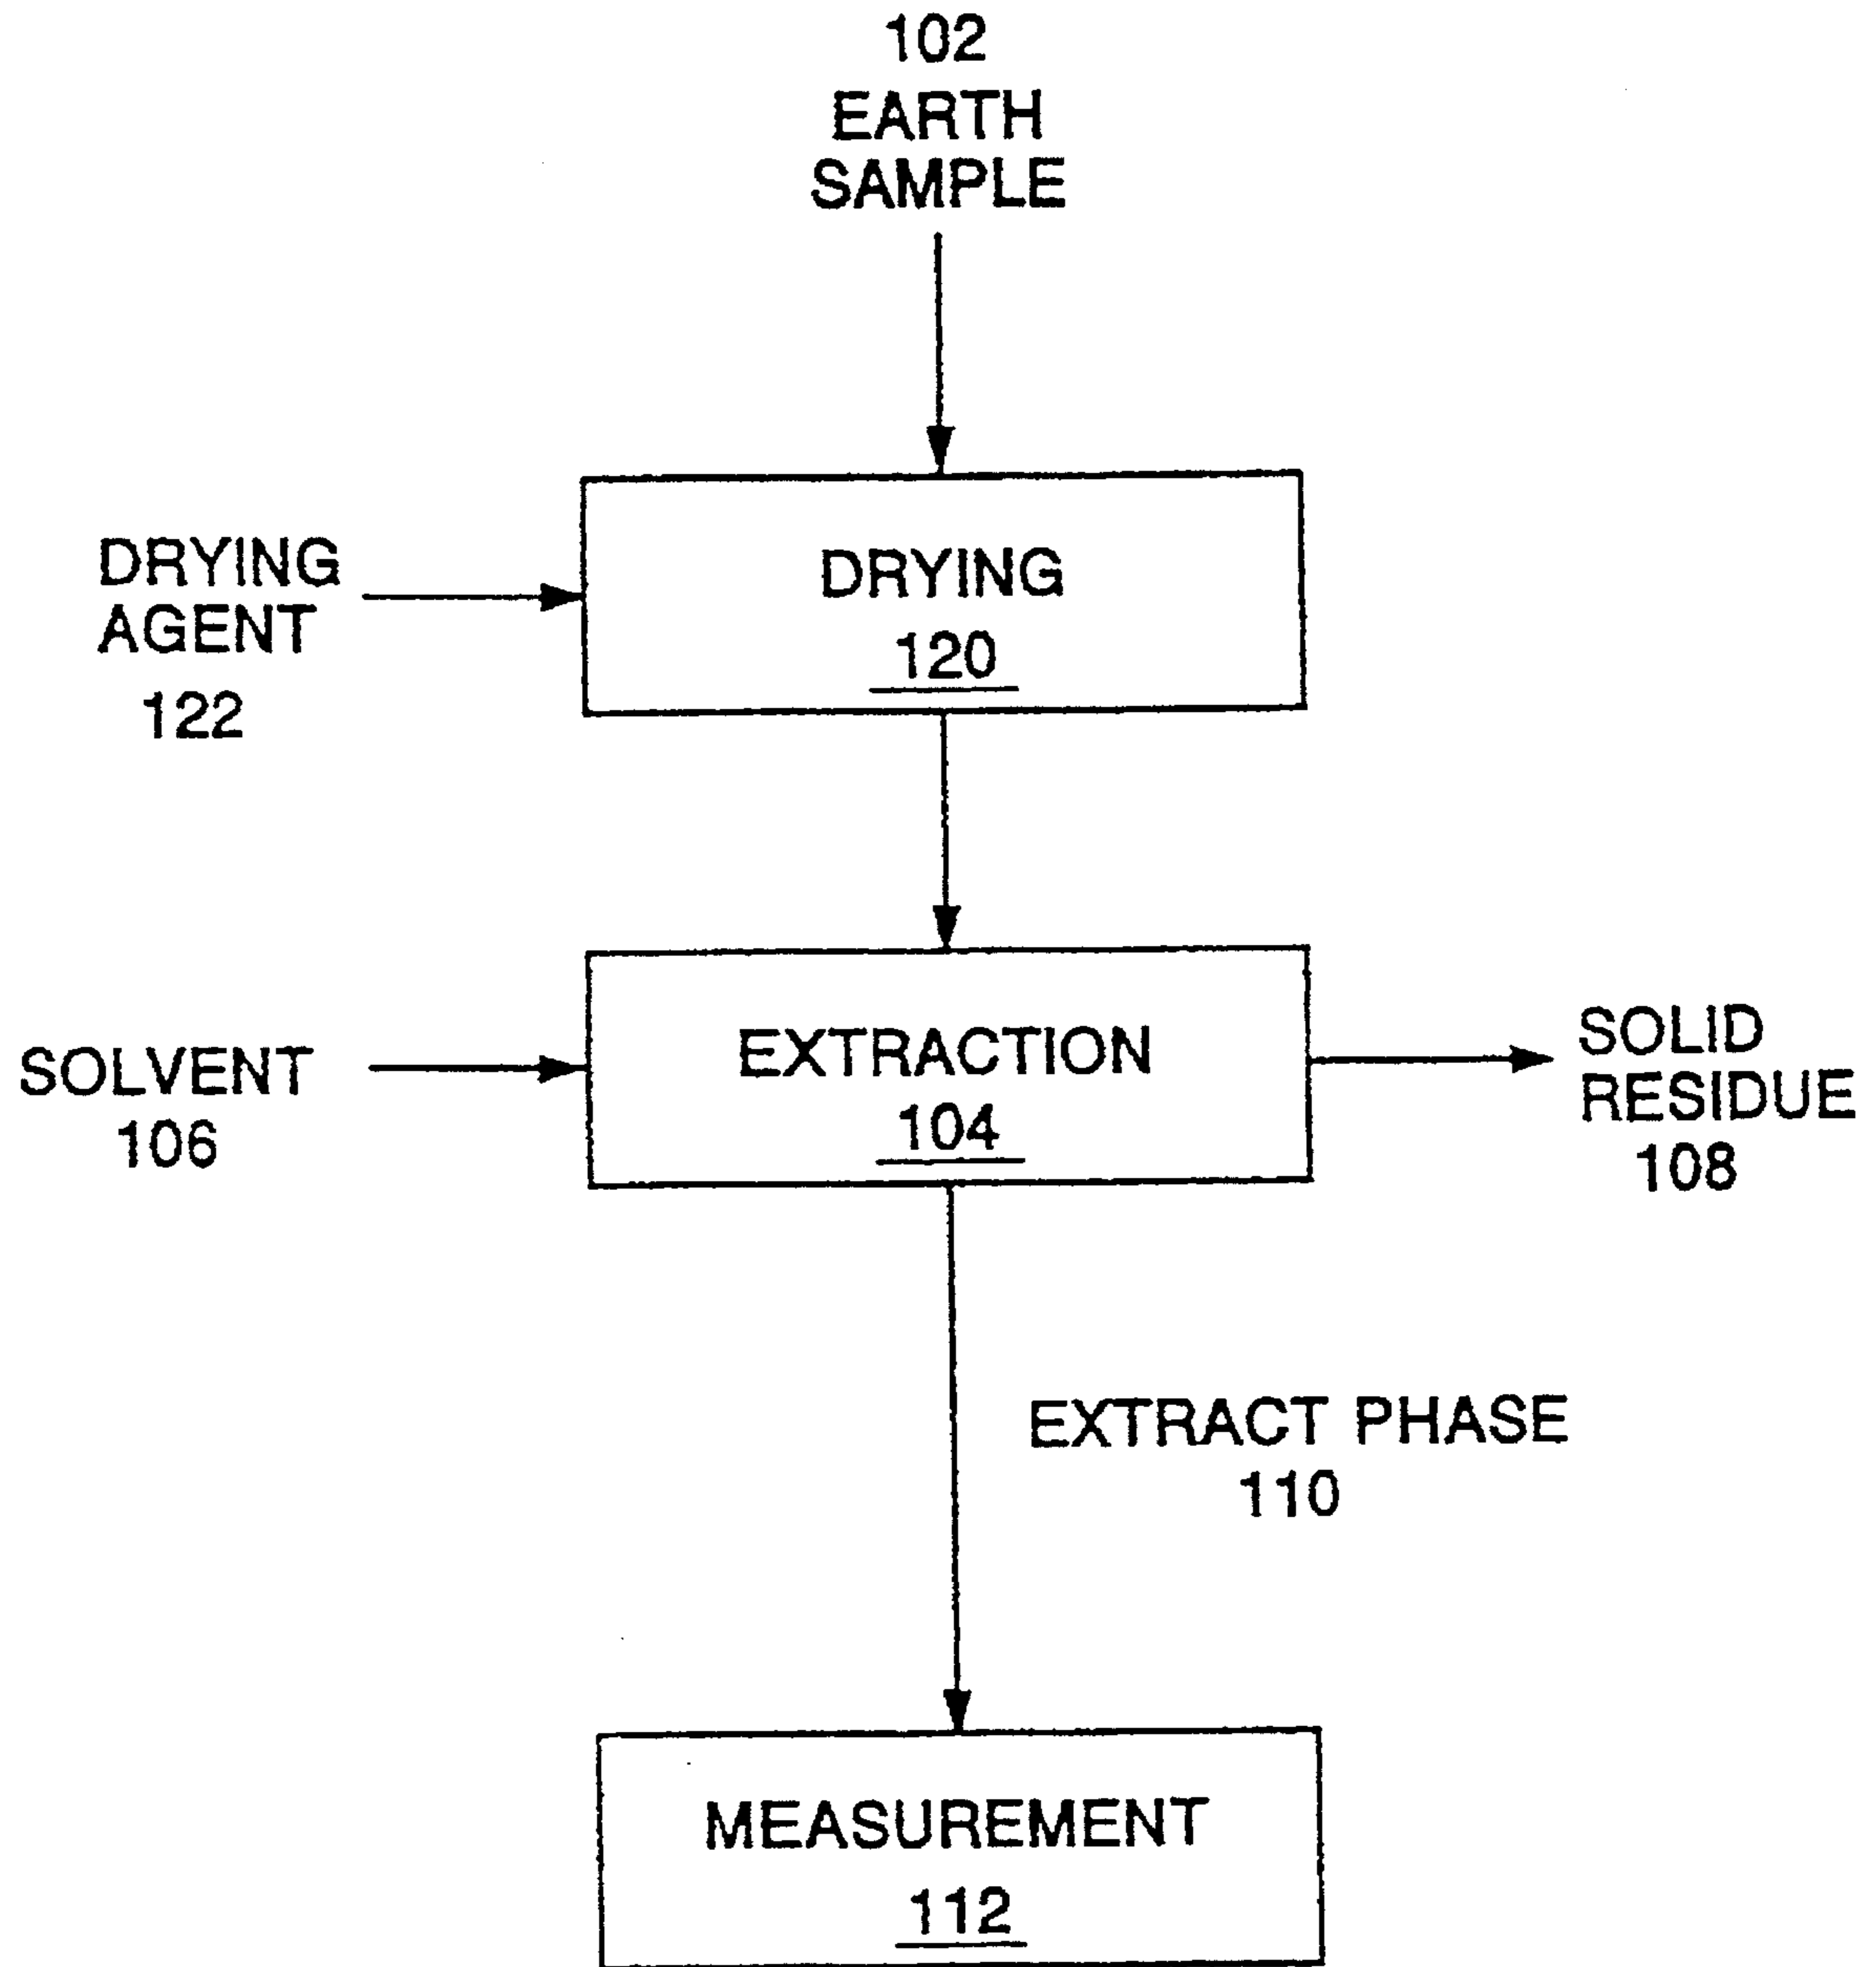 102
EARTH
SAMPLE
DRYING
AGENT
122
DRYING
120
SOLVENT
106
EXTRACTION
104
SOLID
RESIDUE
108
EXTRACT PHASE
110
MEASUREMENT
112